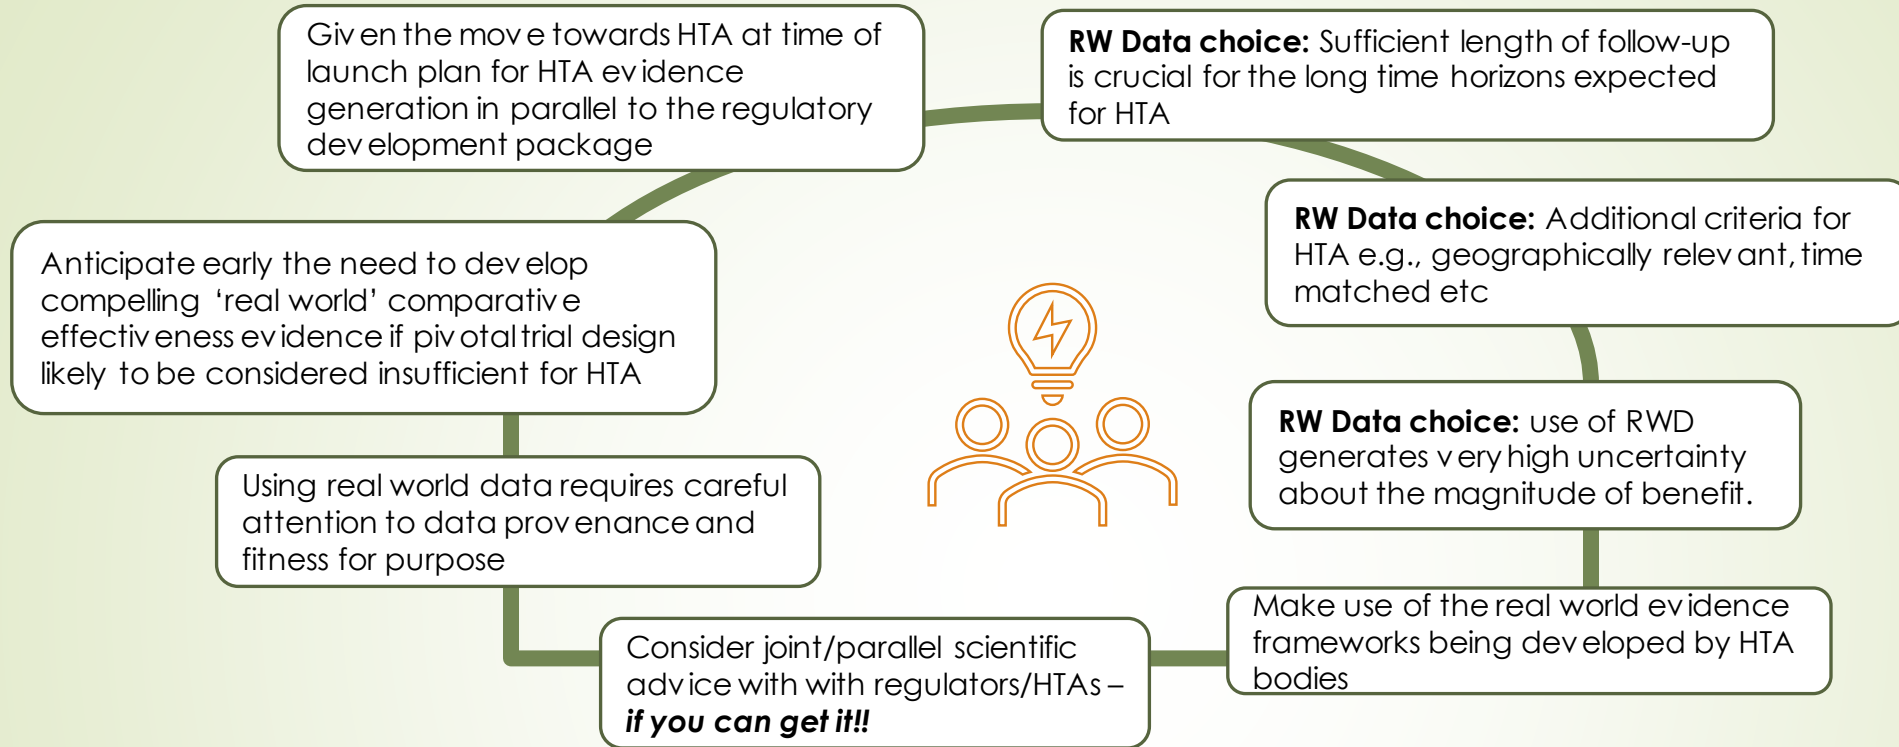 Given the move towards HTA at time of
launch plan for HTA evidence
generation in parallel to the regulatory
development package
RW Data choice: Sufficient length of follow-up
is crucial for the long time horizons expected
for HTA
RW Data choice: Additional criteria for
HTA e.g., geographically relevant, time
matched etc
Anticipate early the need to develop
compelling ‘real world’ comparative
effectiveness evidence if pivotal trial design
likely to be considered insufficient for HTA
RW Data choice: use of RWD
generates very high uncertainty
about the magnitude of benefit.
Using real world data requires careful
attention to data provenance and
fitness for purpose
Make use of the real world evidence
frameworks being developed by HTA
bodies
Consider joint/parallel scientific
advice with with regulators/HTAs –
if you can get it!!